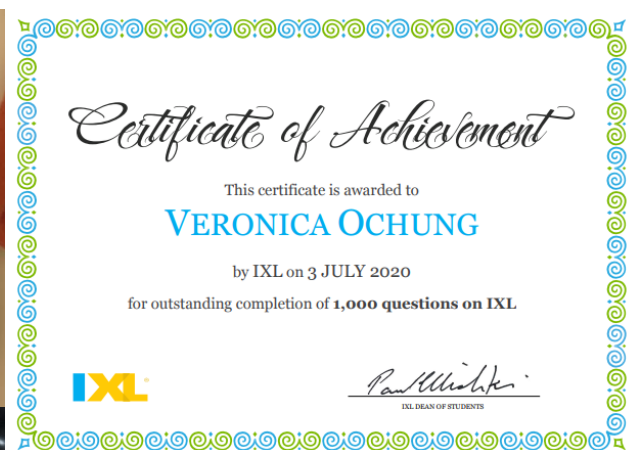 Certificate of Achievement
This certificate is awarded to
VERONICA OCHUNG
by IXL on 3 JULY 2020
for outstanding completion of 1,000 questions on IXL
IXL
IXL DEAN OF STUDENTS